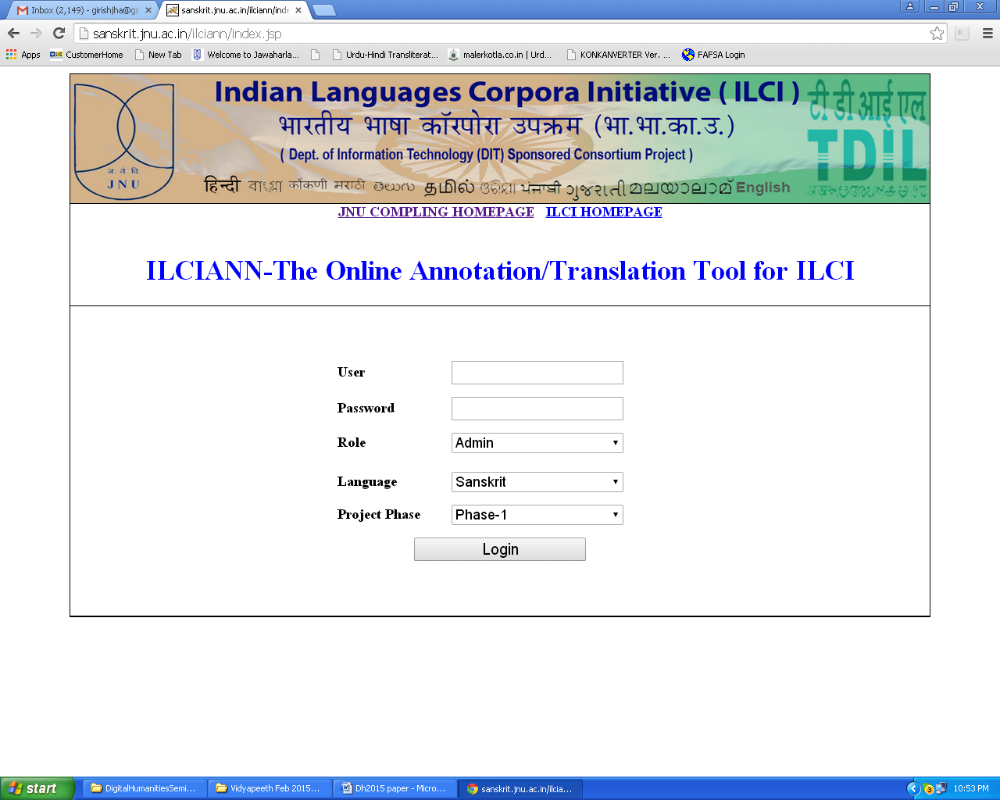 Inbox (2,149) - girishjha@gm
sanskrit.jnu.ac.in/ilciann/inde
sanskrit.jnu.ac.in/ilciann/index.jsp
Apps CustomerHome New Tab Welcome to Jawaharla... Urdu-Hindi Transliterat... malerkotla.co.in | Urd... KONKANVERTER Ver. ... FAFSA Login
Indian Languages Corpora Initiative ( ILCI )
भारतीय भाषा कॉरपोरा उपक्रम (भा.भा.का.उ.)
( Dept. of Information Technology (DIT) Sponsored Consortium Project )
ज. ने. वि.
JNU
टी डी आई एल
TDIL
हिन्दी বাংলা कोंकणी मराठी తెలుగు தமிழ் ଓଡ଼ିଆ ਪੰਜਾਬੀ ગુજરાતી മലയാലാമ് English
JNU COMPLING HOMEPAGE ILCI HOMEPAGE
ILCIANN-The Online Annotation/Translation Tool for ILCI
User
Password
Role Admin
Language Sanskrit
Project Phase Phase-1
Login
start DigitalHumanitiesSemi... Vidyapeeth Feb 2015... Dh2015 paper - Micro... sanskrit.jnu.ac.in/ilcia... 10:53 PM